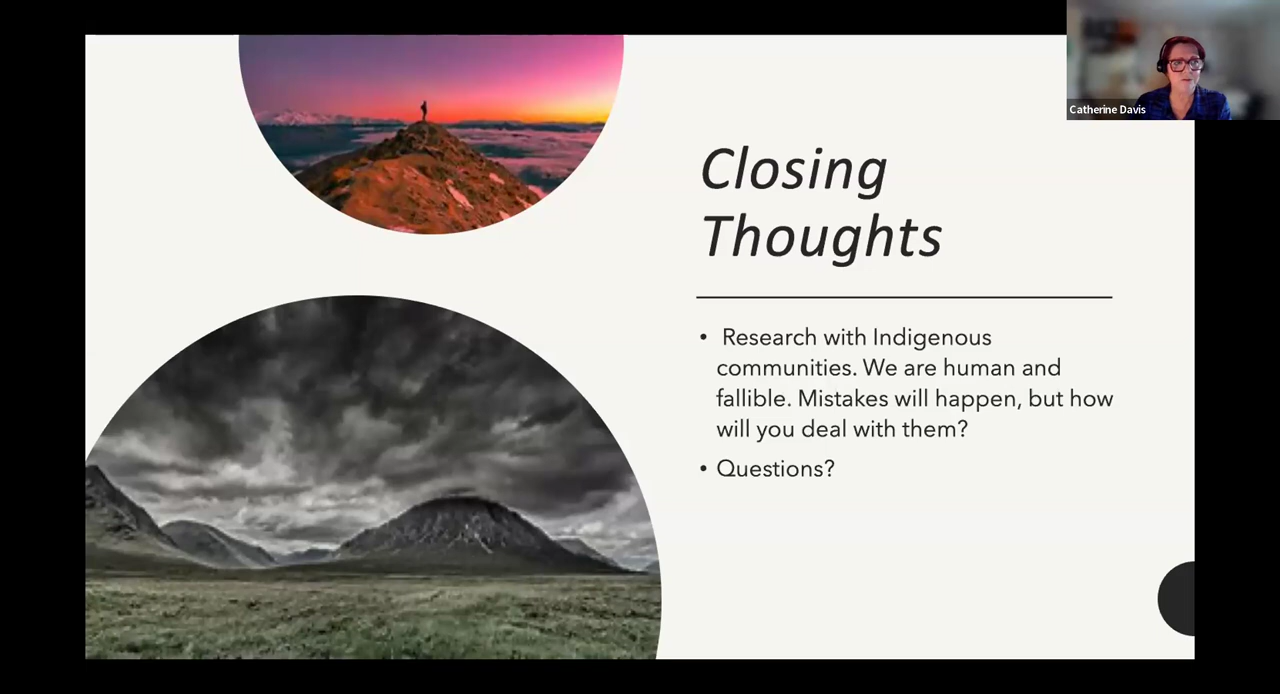 Catherine Davis
Closing
Thoughts
• Research with Indigenous
communities. We are human and
fallible. Mistakes will happen, but how
will you deal with them?
• Questions?